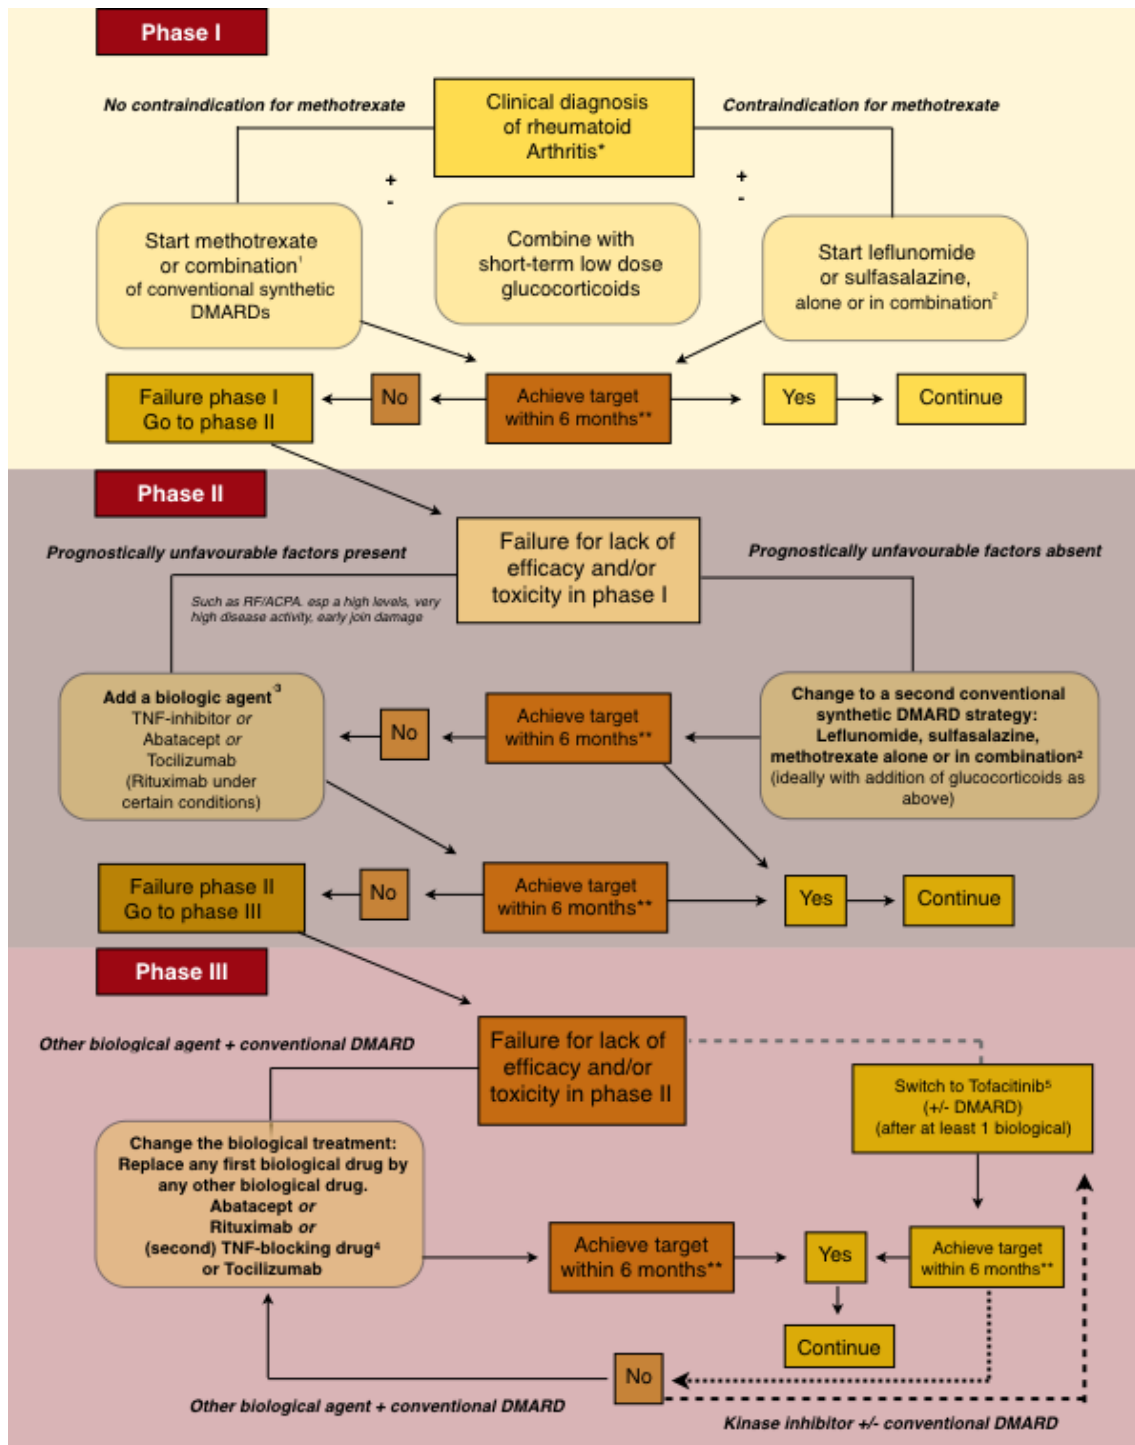 Phase I
No contraindication for methotrexate
Clinical diagnosis
of rheumatoid
Arthritis*
Contraindication for methotrexate
+
-
+
-
Start methotrexate
or combination¹
of conventional synthetic
DMARDs
Combine with
short-term low dose
glucocorticoids
Start leflunomide
or sulfasalazine,
alone or in combination²
Failure phase I
Go to phase II
No
Achieve target
within 6 months**
Yes
Continue
Phase II
Prognostically unfavourable factors present
Failure for lack of
efficacy and/or
toxicity in phase I
Prognostically unfavourable factors absent
Such as RF/ACPA. esp a high levels, very
high disease activity, early join damage
Add a biologic agent³
TNF-inhibitor or
Abatacept or
Tocilizumab
(Rituximab under
certain conditions)
No
Achieve target
within 6 months**
Change to a second conventional
synthetic DMARD strategy:
Leflunomide, sulfasalazine,
methotrexate alone or in combination²
(ideally with addition of glucocorticoids as
above)
Failure phase II
Go to phase III
No
Achieve target
within 6 months**
Yes
Continue
Phase III
Other biological agent + conventional DMARD
Failure for lack of
efficacy and/or
toxicity in phase II
Switch to Tofacitinib⁵
(+/- DMARD)
(after at least 1 biological)
Change the biological treatment:
Replace any first biological drug by
any other biological drug.
Abatacept or
Rituximab or
(second) TNF-blocking drug⁴
or Tocilizumab
Achieve target
within 6 months**
Yes
Achieve target
within 6 months**
Continue
No
Other biological agent + conventional DMARD
Kinase inhibitor +/- conventional DMARD